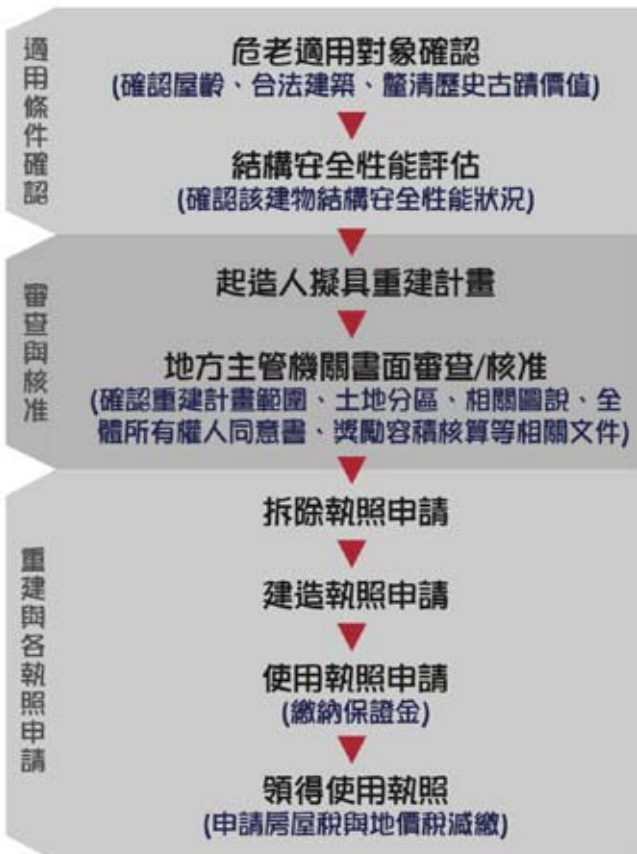 適用條件確認
危老適用對象確認
(確認屋齡、合法建築、釐清歷史古蹟價值)
結構安全性能評估
(確認該建物結構安全性能狀況)
審查與核准
起造人擬具重建計畫
地方主管機關書面審查/核准
(確認重建計畫範圍、土地分區、相關圖說、全
體所有權人同意書、獎勵容積核算等相關文件)
重建與各執照申請
拆除執照申請
建造執照申請
使用執照申請
(繳納保證金)
領得使用執照
(申請房屋稅與地價稅減繳)